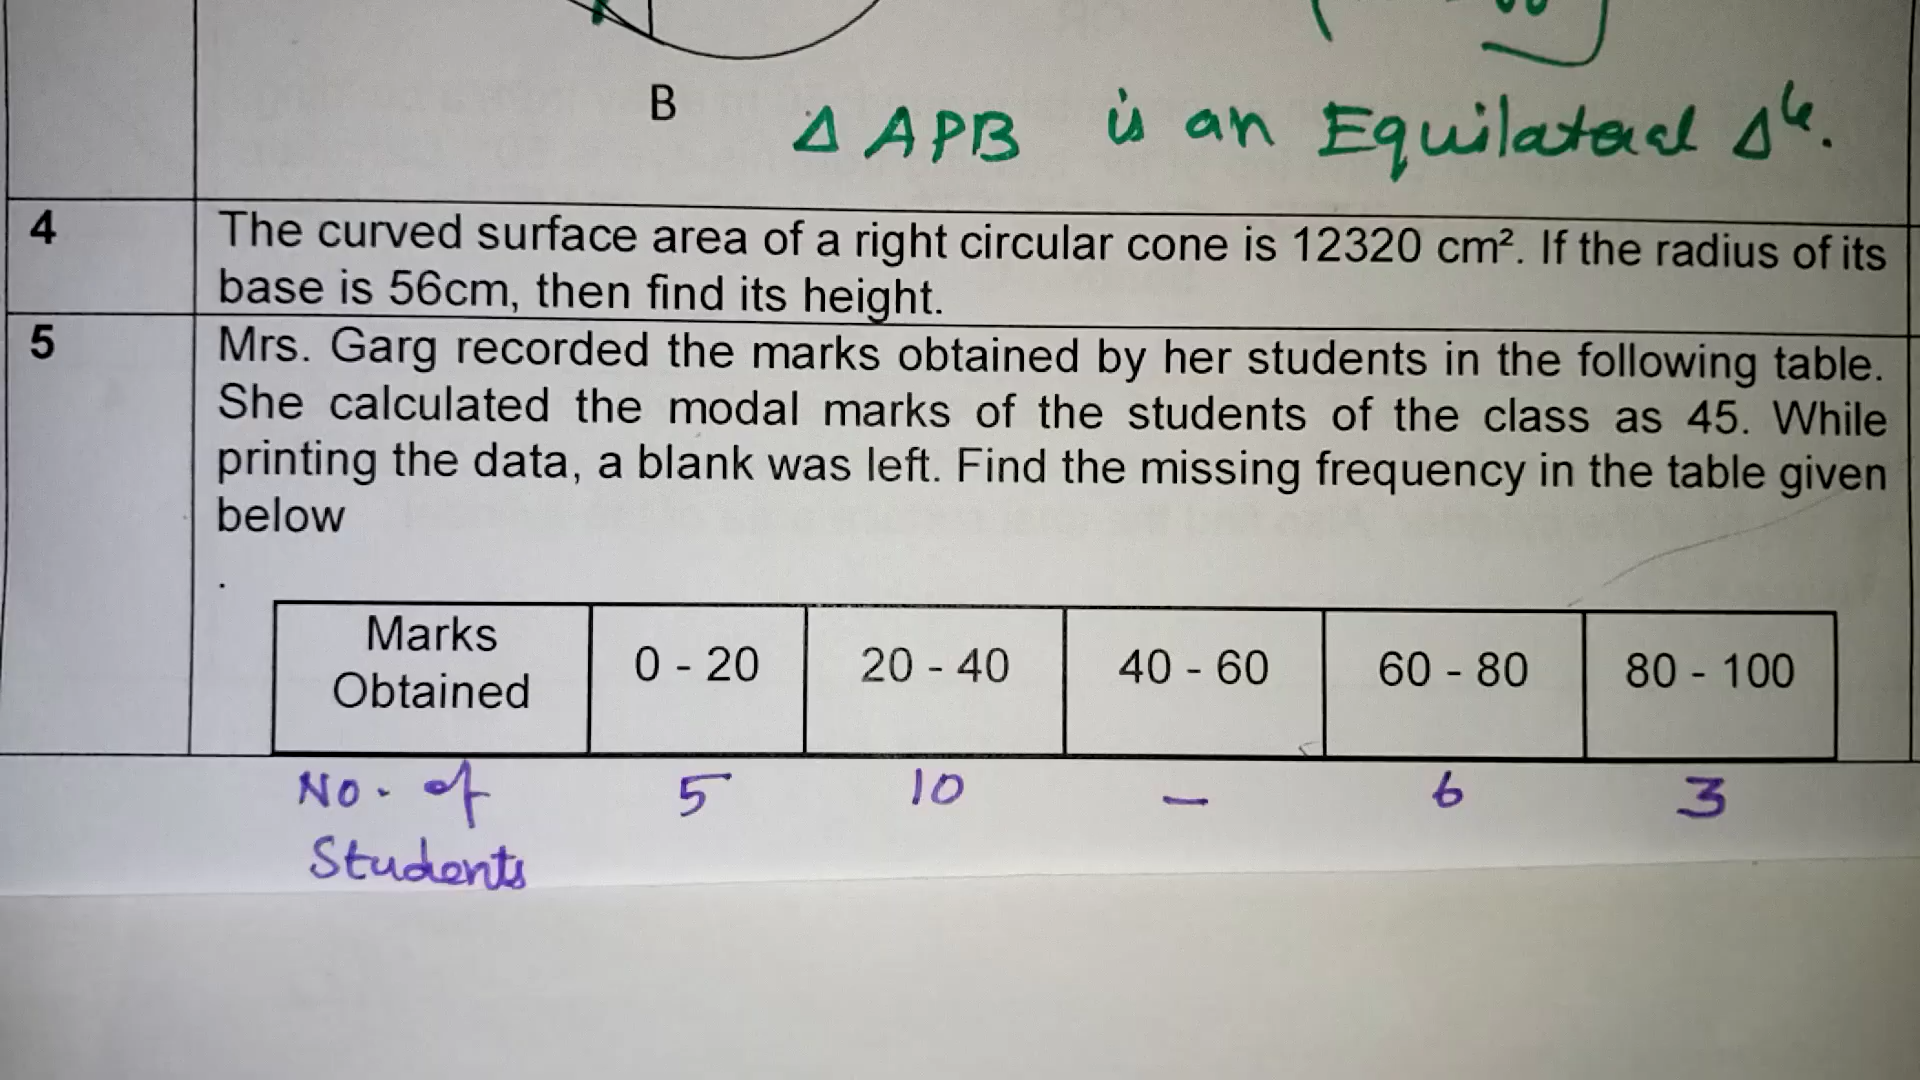 B
Δ APB is an Equilateral Δle.
4
The curved surface area of a right circular cone is 12320 cm². If the radius of its
base is 56cm, then find its height.
5
Mrs. Garg recorded the marks obtained by her students in the following table.
She calculated the modal marks of the students of the class as 45. While
printing the data, a blank was left. Find the missing frequency in the table given
below
.
Marks Obtained 0 - 20 20 - 40 40 - 60 60 - 80 80 - 100
No. of Students 5 10 – 6 3